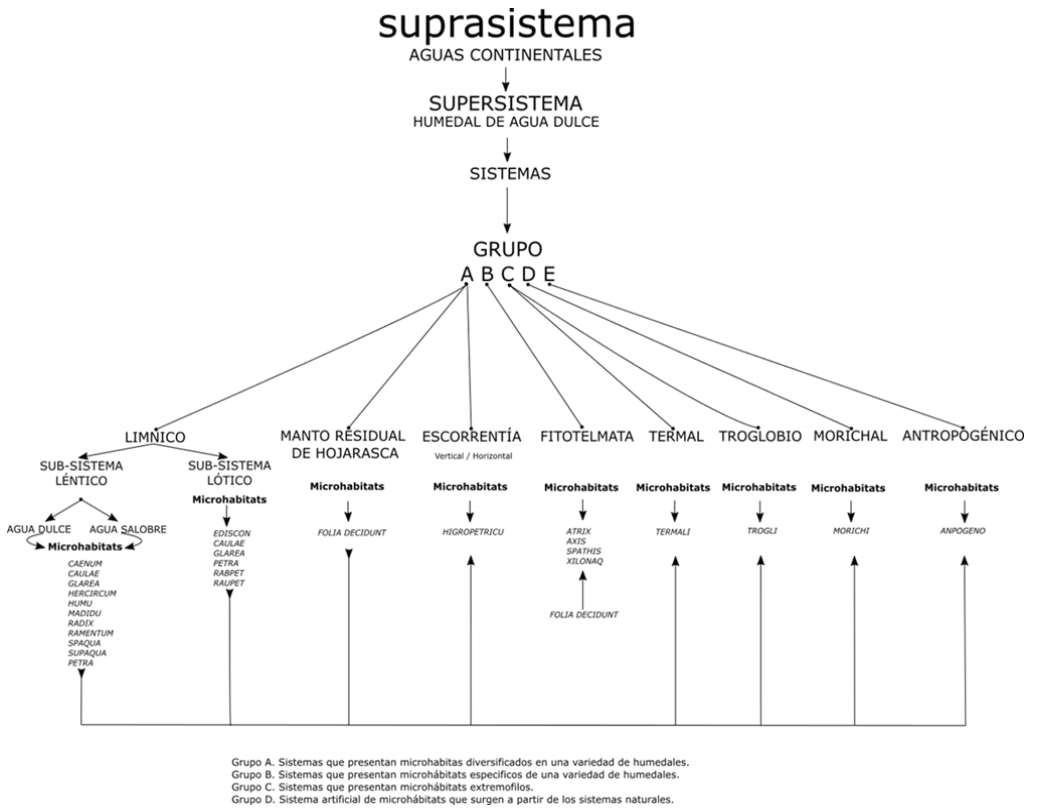 suprasistema
AGUAS CONTINENTALES
SUPERSISTEMA
HUMEDAL DE AGUA DULCE
SISTEMAS
GRUPO
A B C D E
LIMNICO
MANTO RESIDUAL
DE HOJARASCA
ESCORRENTÍA
Vertical / Horizontal
FITOTELMATA
TERMAL
TROGLOBIO
MORICHAL
ANTROPOGÉNICO
SUB-SISTEMA
LÉNTICO
SUB-SISTEMA
LÓTICO
AGUA DULCE
AGUA SALOBRE
Microhabitats
CAENUM
CAULAE
GLAREA
HERCIRCUM
HUMU
MADIDU
RADIX
RAMENTUM
SPAQUA
SUPAQUA
PETRA
Microhabitats
EDISCON
CAULAE
GLAREA
PETRA
RABPET
RAUPET
Microhabitats
FOLIA DECIDUNT
Microhabitats
HIGROPETRICU
Microhabitats
ATRIX
AXIS
SPATHIS
XILONAQ
FOLIA DECIDUNT
Microhabitats
TERMALI
Microhabitats
TROGLI
Microhabitats
MORICHI
Microhabitats
ANPOGENO
Grupo A. Sistemas que presentan microhabitas diversificados en una variedad de humedales.
Grupo B. Sistemas que presentan microhábitats especificos de una variedad de humedales.
Grupo C. Sistemas que presentan microhábitats extremofilos.
Grupo D. Sistema artificial de microhábitats que surgen a partir de los sistemas naturales.